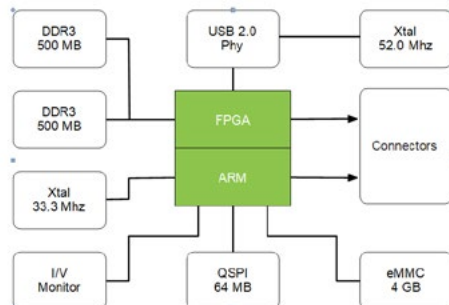 DDR3
500 MB
USB 2.0
Phy
Xtal
52.0 Mhz
DDR3
500 MB
FPGA
Connectors
ARM
Xtal
33.3 Mhz
I/V
Monitor
QSPI
64 MB
eMMC
4 GB